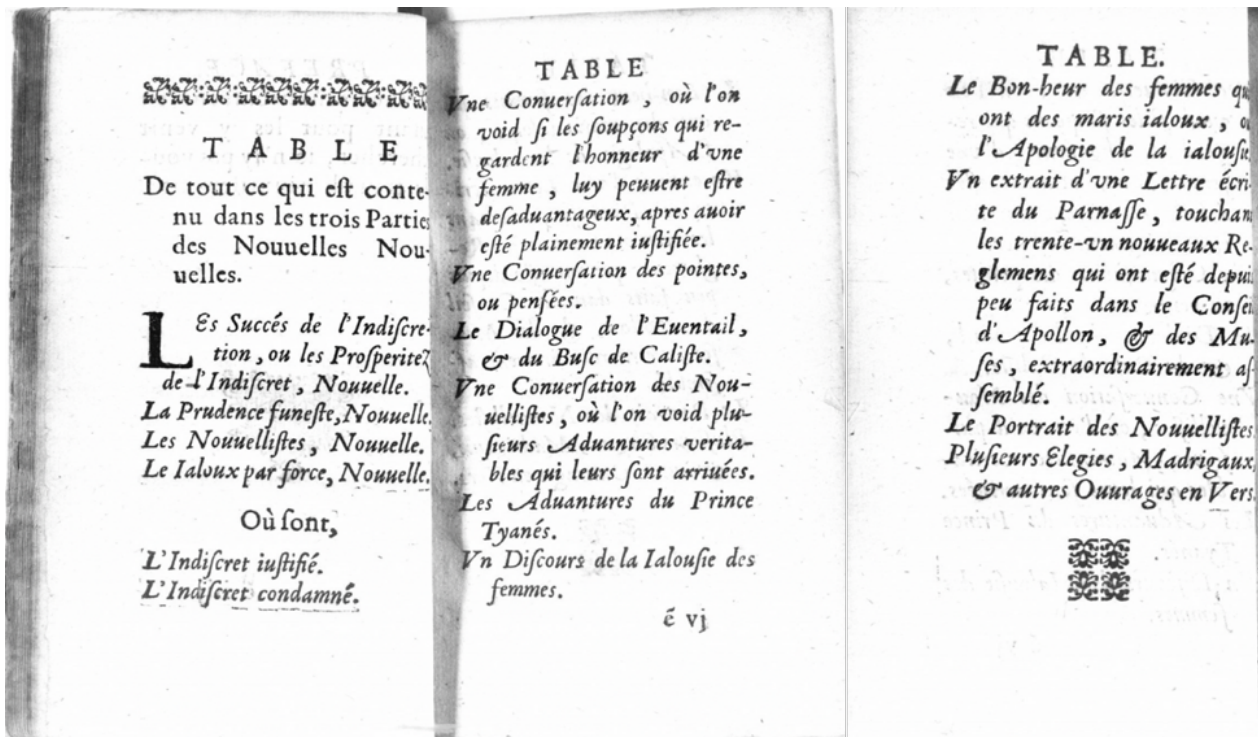 TABLE
De tout ce qui eſt conte-
nu dans les trois Parties
des Nouuelles Nou-
uelles.
LEs Succés de l'Indiſcre-
tion, ou les Proſperitez
de l'Indiſcret, Nouuelle.
La Prudence funeſte, Nouuelle.
Les Nouuelliſtes, Nouuelle.
Le Ialoux par force, Nouuelle.
Où ſont,
L'Indiſcret iuſtifié.
L'Indiſcret condamné.
TABLE
Vne Conuerſation, où l'on
void ſi les ſoupçons qui re-
gardent l'honneur d'vne
femme, luy peuuent eſtre
deſaduantageux, apres auoir
eſté plainement iuſtifiée.
Vne Conuerſation des pointes,
ou penſées.
Le Dialogue de l'Euentail,
& du Buſc de Caliſte.
Vne Conuerſation des Nou-
uelliſtes, où l'on void plu-
ſieurs Aduantures verita-
bles qui leurs ſont arriuées.
Les Aduantures du Prince
Tyanés.
Vn Diſcours de la Ialouſie des
femmes.
é vj
TABLE.
Le Bon-heur des femmes qui
ont des maris ialoux, ou
l'Apologie de la ialouſie.
Vn extrait d'vne Lettre écri-
te du Parnaſſe, touchant
les trente-vn nouueaux Re-
glemens qui ont eſté depuis
peu faits dans le Conſeil
d'Apollon, & des Mu-
ſes, extraordinairement aſ-
ſemblé.
Le Portrait des Nouuelliſtes
Pluſieurs Elegies, Madrigaux,
& autres Ouurages en Vers.